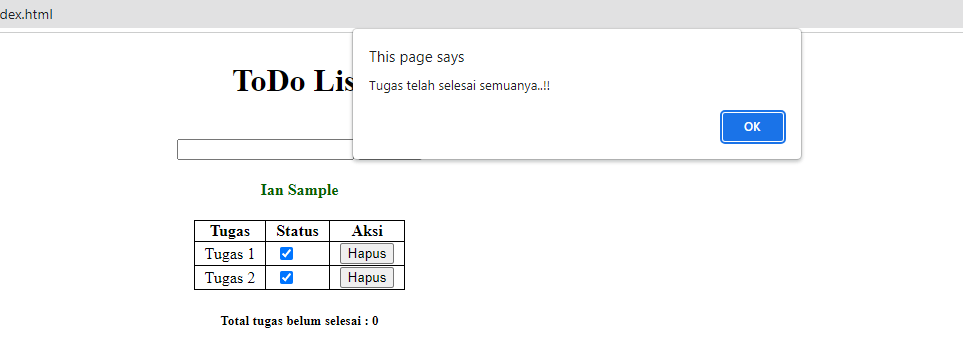 dex.html
This page says
Tugas telah selesai semuanya..!!
OK
ToDo Lis
Ian Sample
Tugas Status Aksi
Tugas 1 Hapus
Tugas 2 Hapus
Total tugas belum selesai : 0